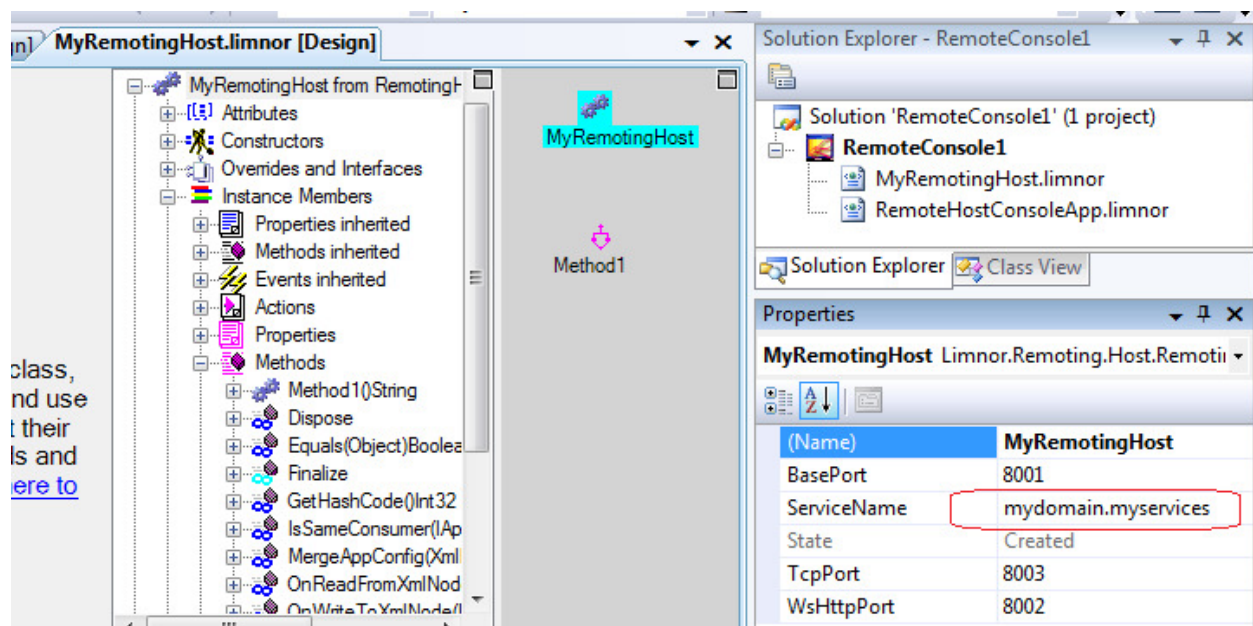 gn]
MyRemotingHost.limnor [Design]
MyRemotingHost from RemotingH
Attributes
Constructors
Overrides and Interfaces
Instance Members
Properties inherited
Methods inherited
Events inherited
Actions
Properties
Methods
Method1()String
Dispose
Equals(Object)Boolea
Finalize
GetHashCode()Int32
IsSameConsumer(IAp
MergeAppConfig(Xml
OnReadFromXmlNod
OnWriteToXmlNode(I
class,
nd use
t their
ls and
ere to
MyRemotingHost
Method1
Solution Explorer - RemoteConsole1
Solution 'RemoteConsole1' (1 project)
RemoteConsole1
MyRemotingHost.limnor
RemoteHostConsoleApp.limnor
Solution Explorer Class View
Properties
MyRemotingHost Limnor.Remoting.Host.Remotin
(Name) MyRemotingHost
BasePort 8001
ServiceName mydomain.myservices
State Created
TcpPort 8003
WsHttpPort 8002